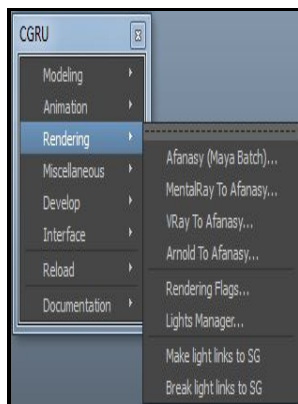 CGRU
Modeling
Animation
Rendering
Miscellaneous
Develop
Interface
Reload
Documentation
Afanasy (Maya Batch)...
MentalRay To Afanasy...
VRay To Afanasy...
Arnold To Afanasy...
Rendering Flags...
Lights Manager...
Make light links to SG
Break light links to SG